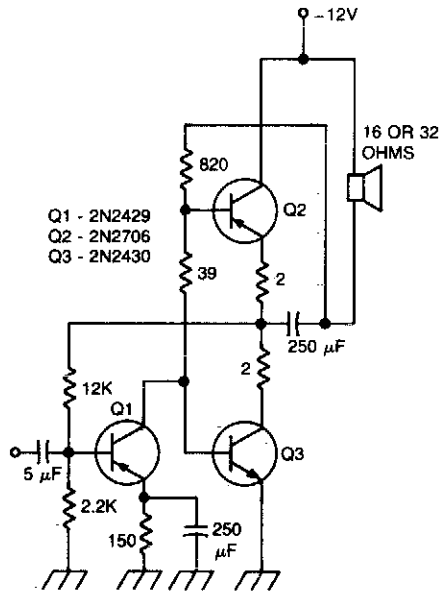 -12V
16 OR 32
OHMS
820
Q1 - 2N2429
Q2 - 2N2706
Q3 - 2N2430
Q2
39
2
250 μF
12K
2
Q1
Q3
5 μF
2.2K
150
250
μF